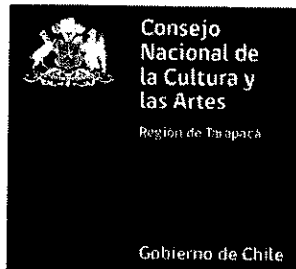 Consejo
Nacional de
la Cultura y
las Artes
Región de Tarapacá
Gobierno de Chile